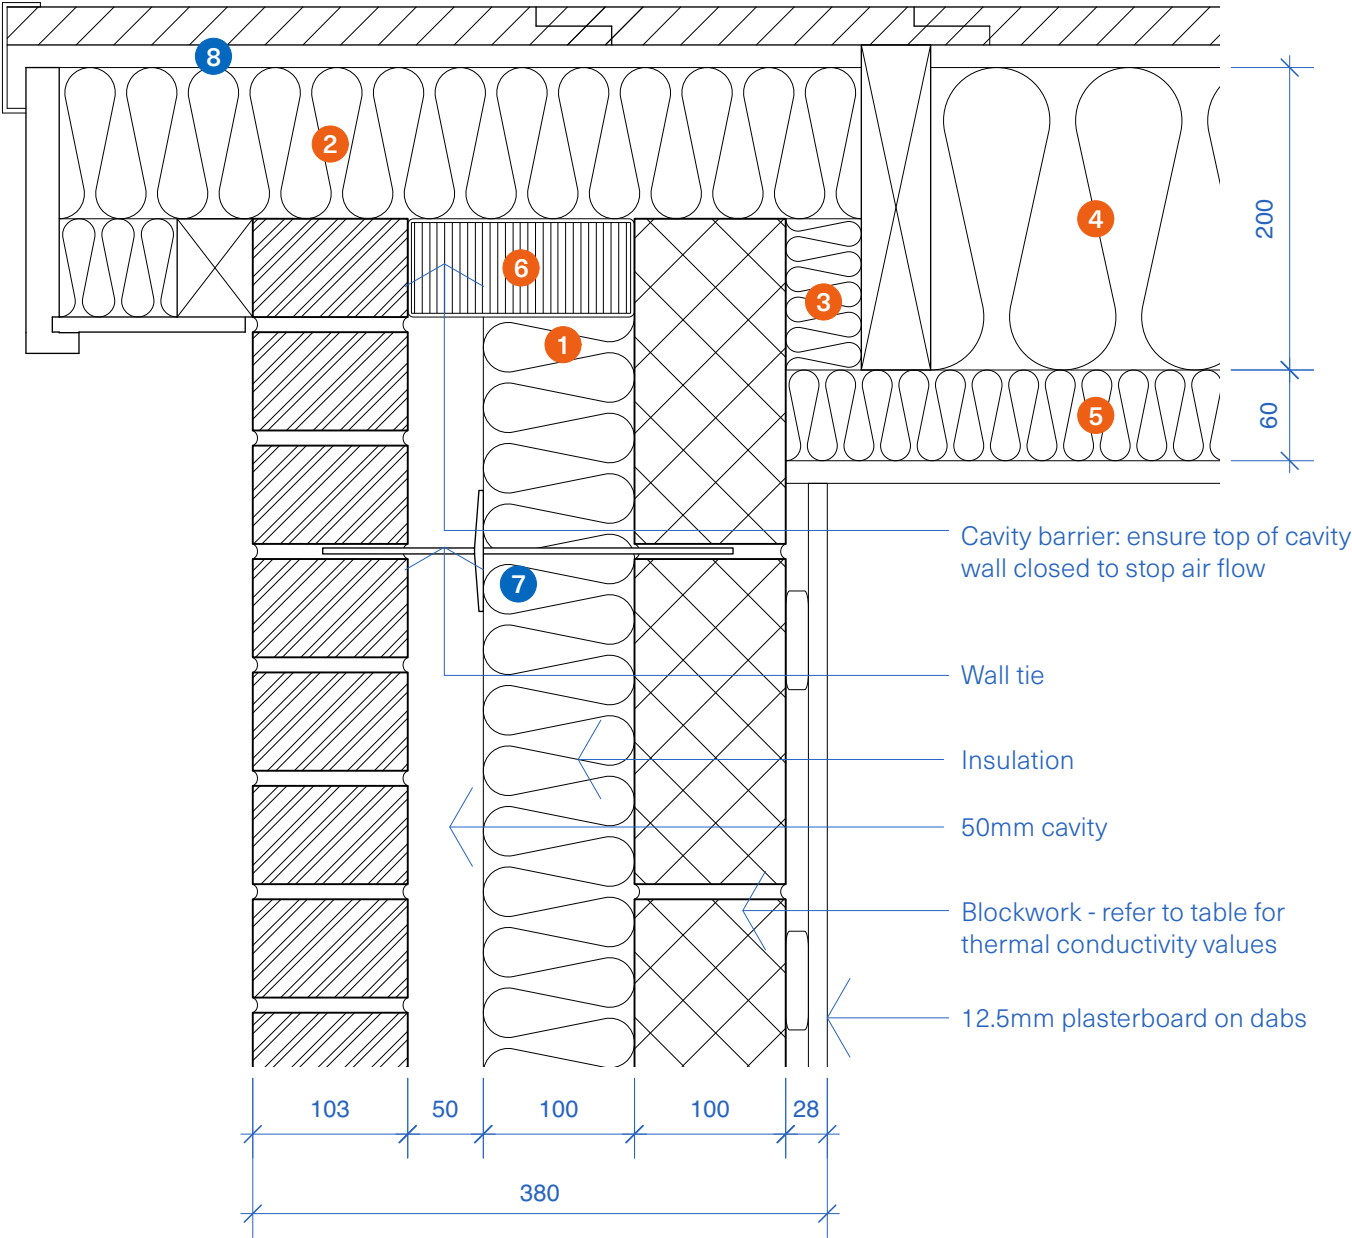 8
2
4
200
6
3
1
5
60
Cavity barrier: ensure top of cavity
wall closed to stop air flow
7
Wall tie
Insulation
50mm cavity
Blockwork - refer to table for
thermal conductivity values
12.5mm plasterboard on dabs
103 50 100 100 28
380